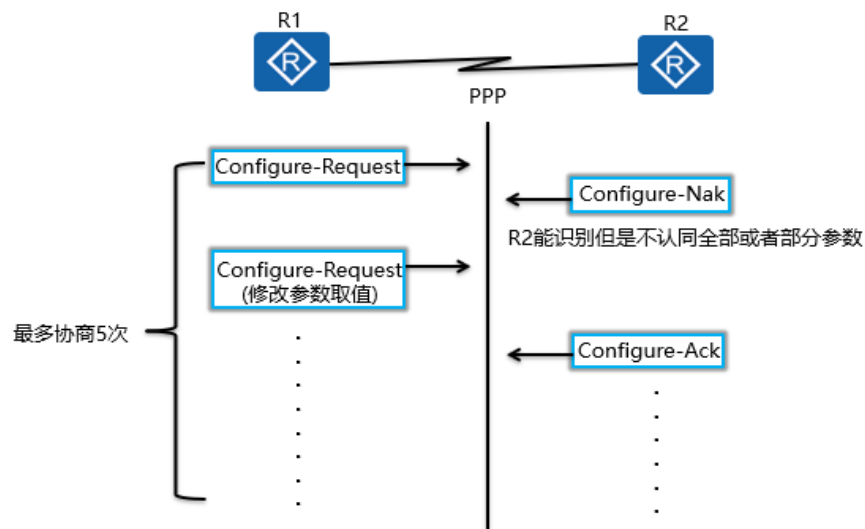 R1
R2
R
R
PPP
Configure-Request
Configure-Nak
R2能识别但是不认同全部或者部分参数
Configure-Request
(修改参数取值)
最多协商5次
Configure-Ack